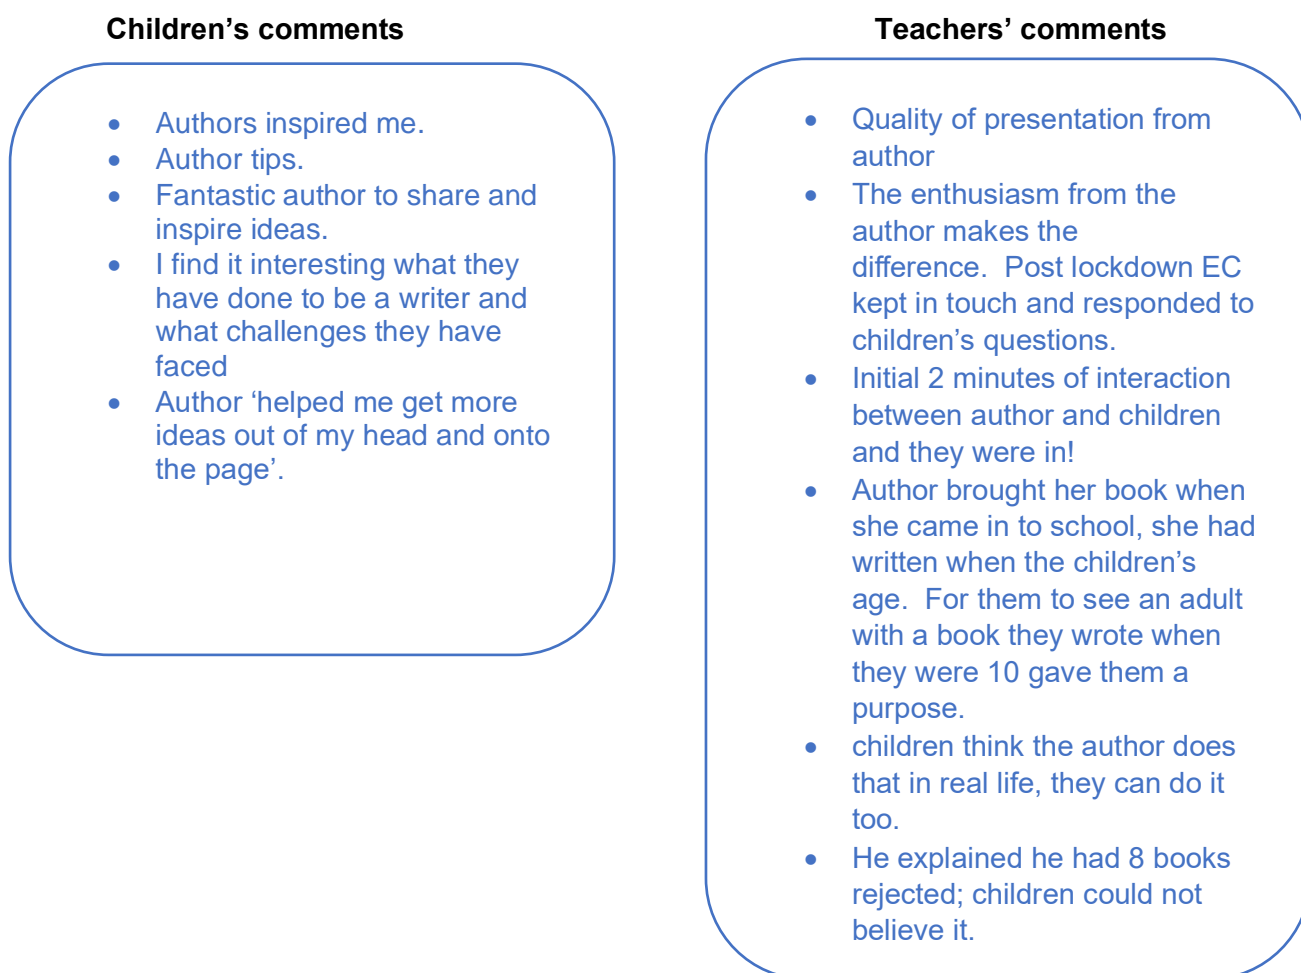 Children’s comments
• Authors inspired me.
• Author tips.
• Fantastic author to share and
inspire ideas.
• I find it interesting what they
have done to be a writer and
what challenges they have
faced
• Author ‘helped me get more
ideas out of my head and onto
the page’.
Teachers’ comments
• Quality of presentation from
author
• The enthusiasm from the
author makes the
difference.  Post lockdown EC
kept in touch and responded to
children’s questions.
• Initial 2 minutes of interaction
between author and children
and they were in!
• Author brought her book when
she came in to school, she had
written when the children’s
age.  For them to see an adult
with a book they wrote when
they were 10 gave them a
purpose.
• children think the author does
that in real life, they can do it
too.
• He explained he had 8 books
rejected; children could not
believe it.